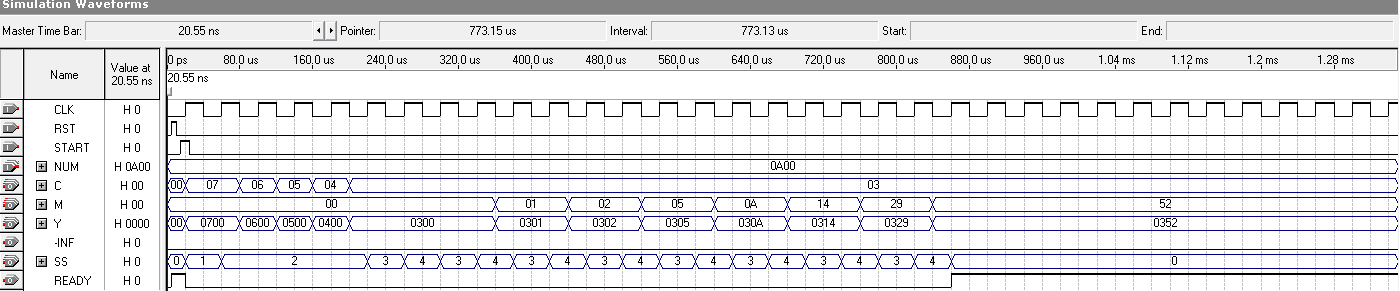 Simulation Waveforms
Master Time Bar: 20.55 ns Pointer: 773.15 us Interval: 773.13 us Start: End:
Name Value at 20.55 ns 0 ps 80.0 us 160.0 us 240.0 us 320.0 us 400.0 us 480.0 us 560.0 us 640.0 us 720.0 us 800.0 us 880.0 us 960.0 us 1.04 ms 1.12 ms 1.2 ms 1.28 ms
20.55 ns
CLK H 0
RST H 0
START H 0
NUM H 0A00 0A00
C H 00 00 07 06 05 04 03
M H 00 00 01 02 05 0A 14 29 52
Y H 0000 00 0700 0600 0500 0400 0300 0301 0302 0305 030A 0314 0329 0352
-INF H 0
SS H 0 0 1 2 3 4 3 4 3 4 3 4 3 4 3 4 3 4 3 4 0
READY H 0